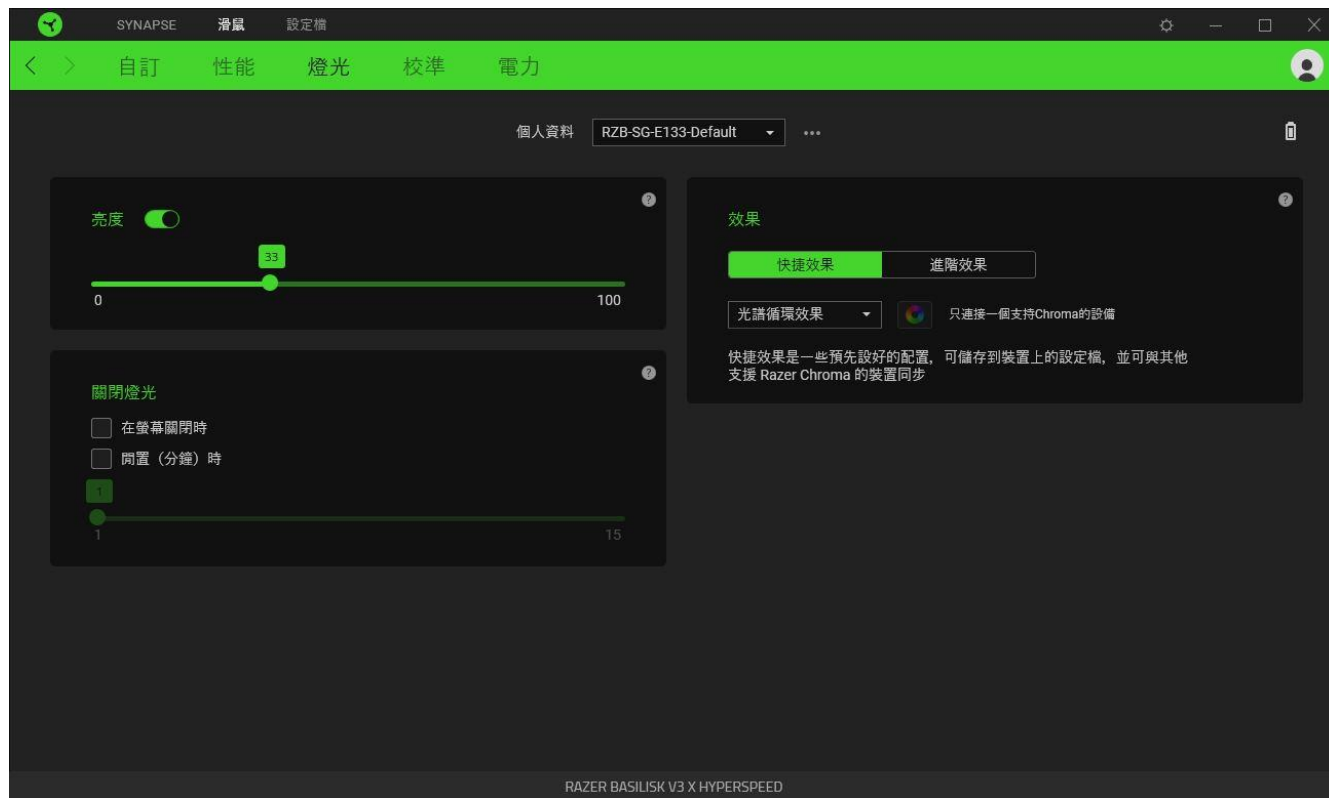 SYNAPSE 滑鼠 設定檔
自訂 性能 燈光 校準 電力
個人資料 RZB-SG-E133-Default
亮度
33
0 100
關閉燈光
在螢幕關閉時
閒置（分鐘）時
1
1 15
效果
快捷效果 進階效果
光譜循環效果 只連接一個支持Chroma的設備
快捷效果是一些預先設好的配置，可儲存到裝置上的設定檔，並可與其他
支援 Razer Chroma 的裝置同步
RAZER BASILISK V3 X HYPERSPEED